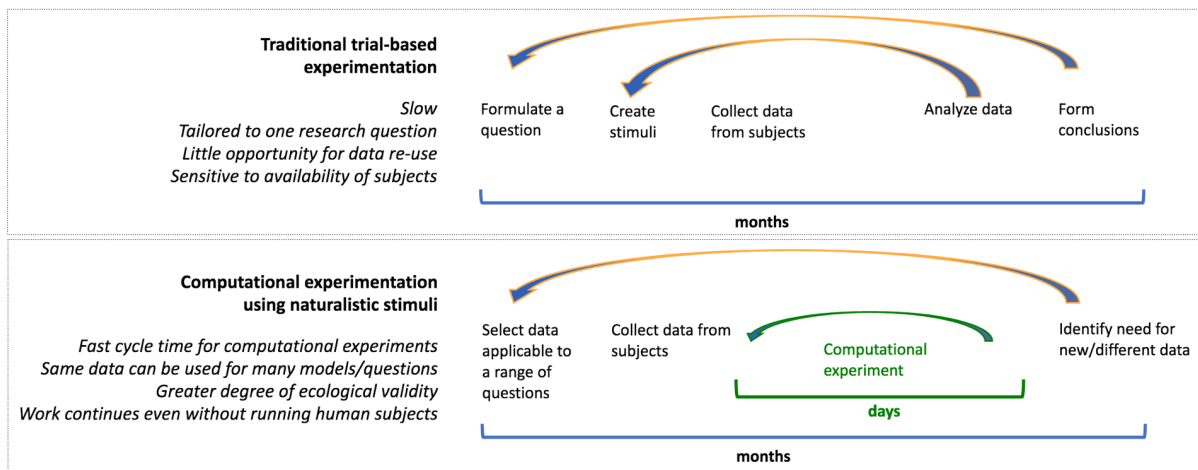 Traditional trial-based
experimentation
Slow
Tailored to one research question
Little opportunity for data re-use
Sensitive to availability of subjects
Formulate a
question
Create
stimuli
Collect data
from subjects
Analyze data
Form
conclusions
months
Computational experimentation
using naturalistic stimuli
Fast cycle time for computational experiments
Same data can be used for many models/questions
Greater degree of ecological validity
Work continues even without running human subjects
Select data
applicable to
a range of
questions
Collect data from
subjects
Computational
experiment
days
Identify need for
new/different data
months